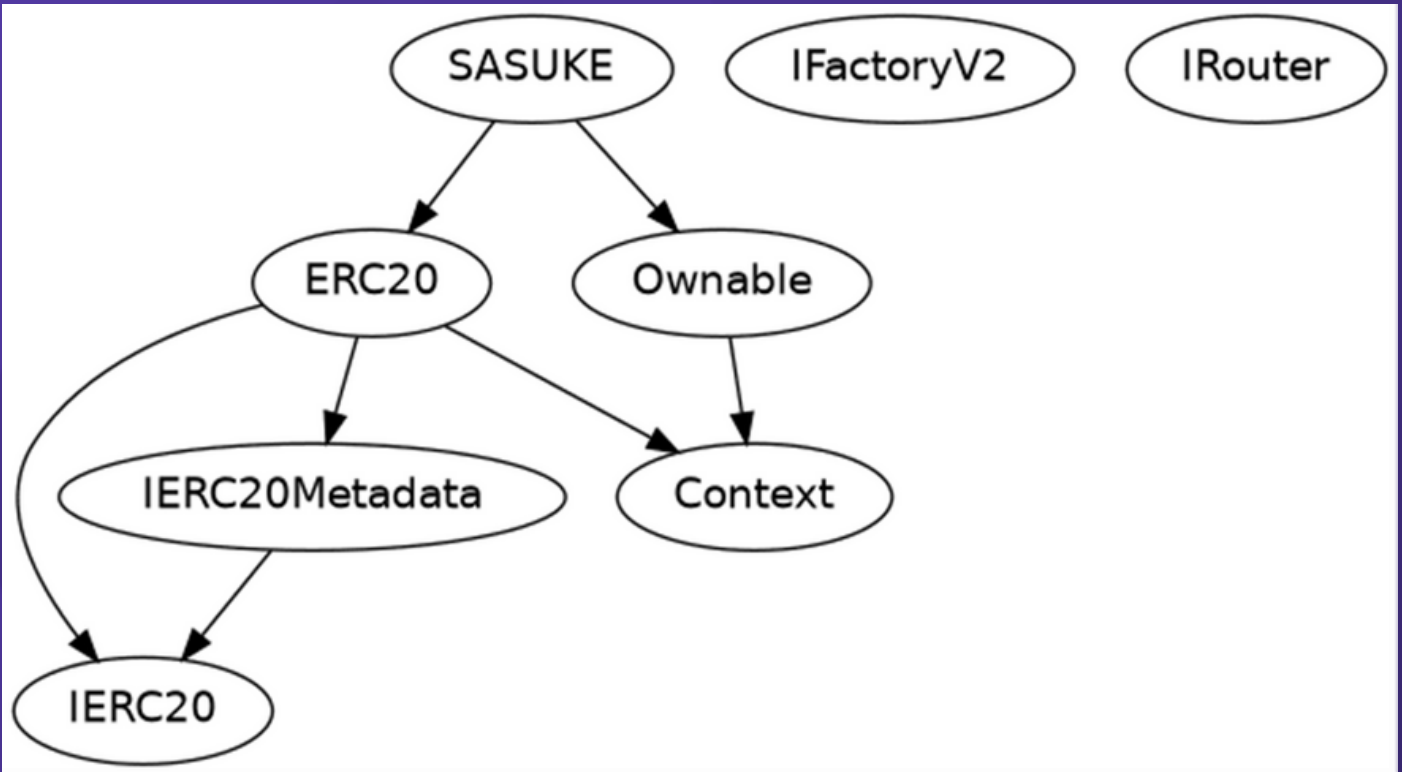 SASUKE
IFactoryV2
IRouter
ERC20
Ownable
IERC20Metadata
Context
IERC20